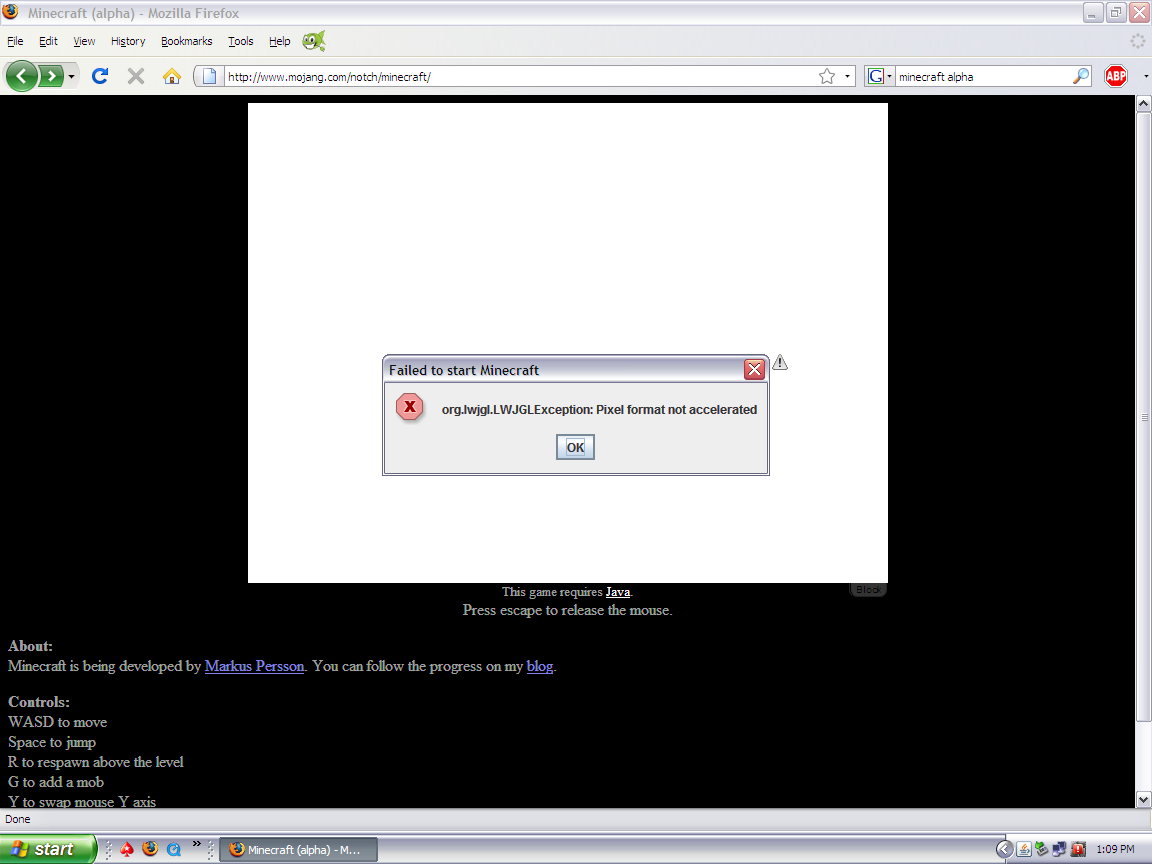 Minecraft (alpha) - Mozilla Firefox
File Edit View History Bookmarks Tools Help
http://www.mojang.com/notch/minecraft/
G minecraft alpha
ABP
Failed to start Minecraft
org.lwjgl.LWJGLException: Pixel format not accelerated
OK
This game requires Java.
Block
Press escape to release the mouse.
About:
Minecraft is being developed by Markus Persson. You can follow the progress on my blog.
Controls:
WASD to move
Space to jump
R to respawn above the level
G to add a mob
Y to swap mouse Y axis
Done
start
Minecraft (alpha) - M...
1:09 PM